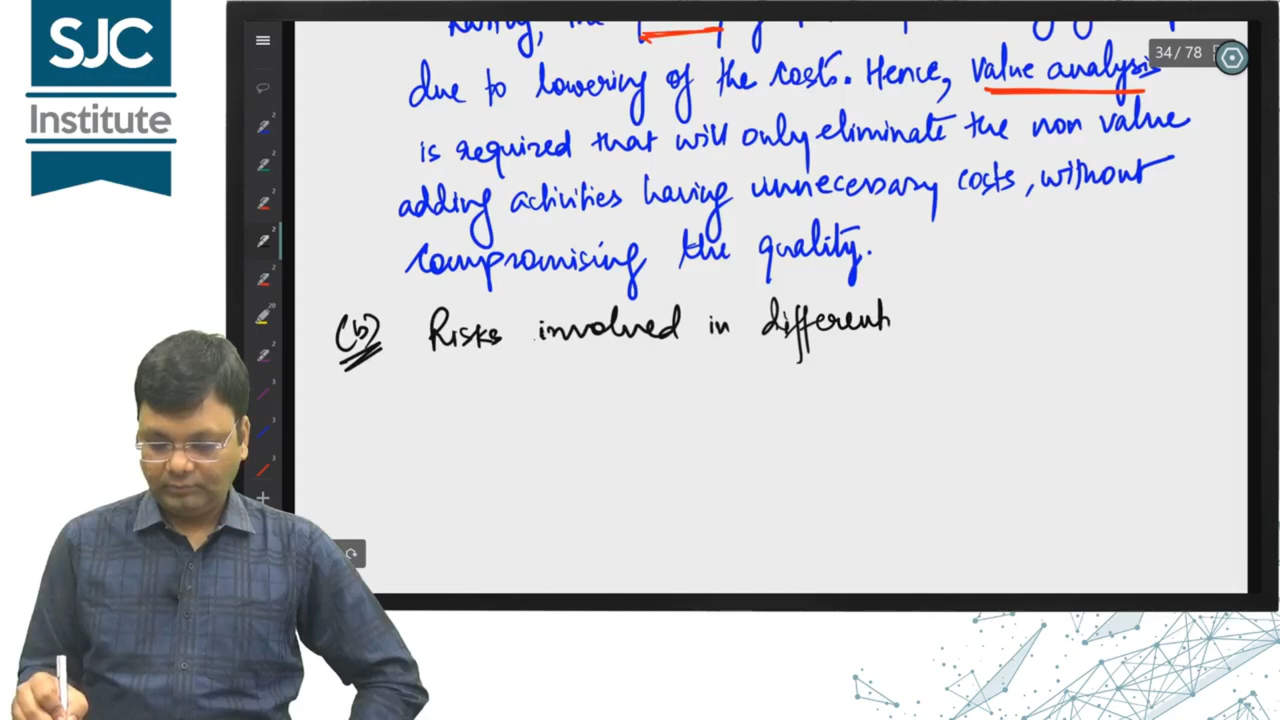 SJC
Institute
34 / 78
due to lowering of the costs. Hence, value analysis
is required that will only eliminate the non value
adding activities having unnecessary costs, without
compromising the quality.
(b) Risks involved in different